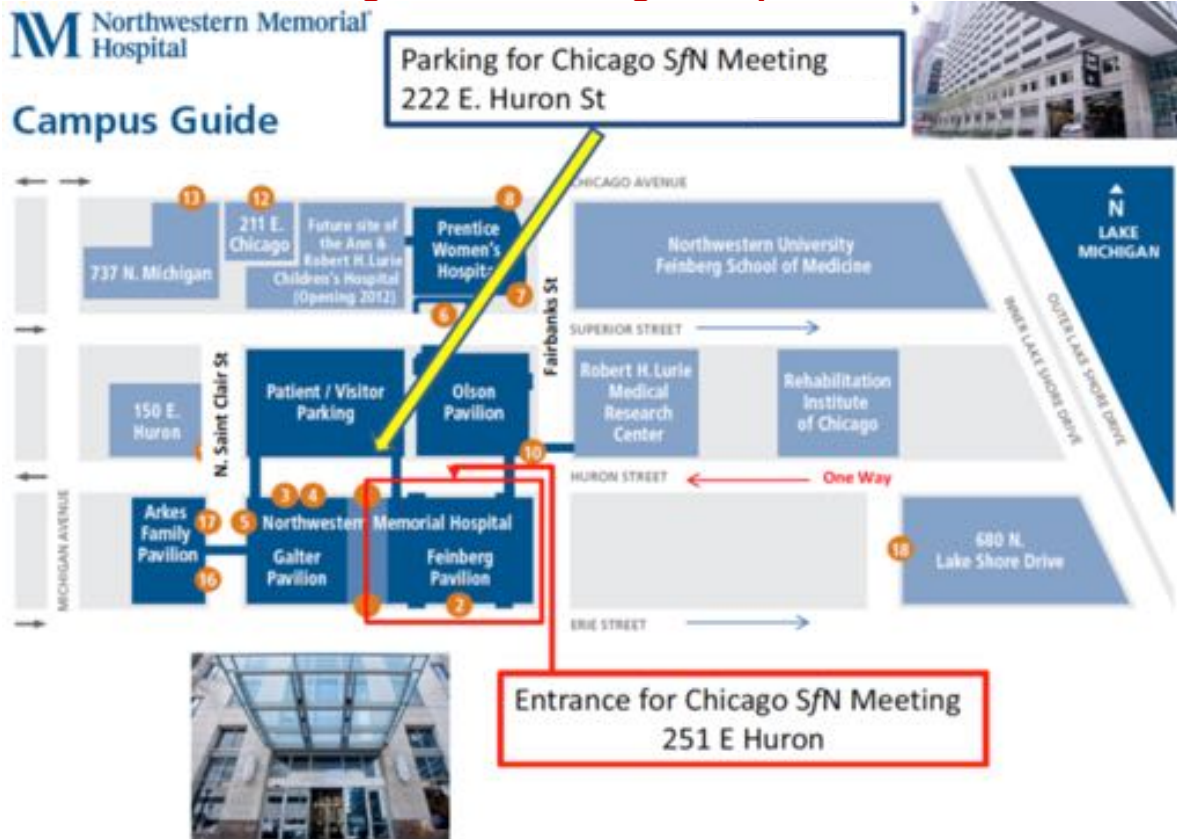 Northwestern Memorial
Hospital
Campus Guide
Parking for Chicago SfN Meeting
222 E. Huron St
CHICAGO AVENUE
N
LAKE
MICHIGAN
13
12
8
211 E.
Chicago
737 N. Michigan
Future site of
the Ann &
Robert H. Lurie
Children's Hospital
(Opening 2012)
Prentice
Women's
Hospital
7
6
Northwestern University
Feinberg School of Medicine
Fairbanks St
SUPERIOR STREET
INNER LAKE SHORE DRIVE
OUTER LAKE SHORE DRIVE
N. Saint Clair St
150 E.
Huron
Patient / Visitor
Parking
Olson
Pavilion
Robert H. Lurie
Medical
Research
Center
Rehabilitation
Institute
of Chicago
10
HURON STREET
One Way
MICHIGAN AVENUE
Arkes
Family
Pavilion
17
16
5
3
4
Northwestern Memorial Hospital
Galter
Pavilion
Feinberg
Pavilion
2
18
680 N.
Lake Shore Drive
ERIE STREET
Entrance for Chicago SfN Meeting
251 E Huron